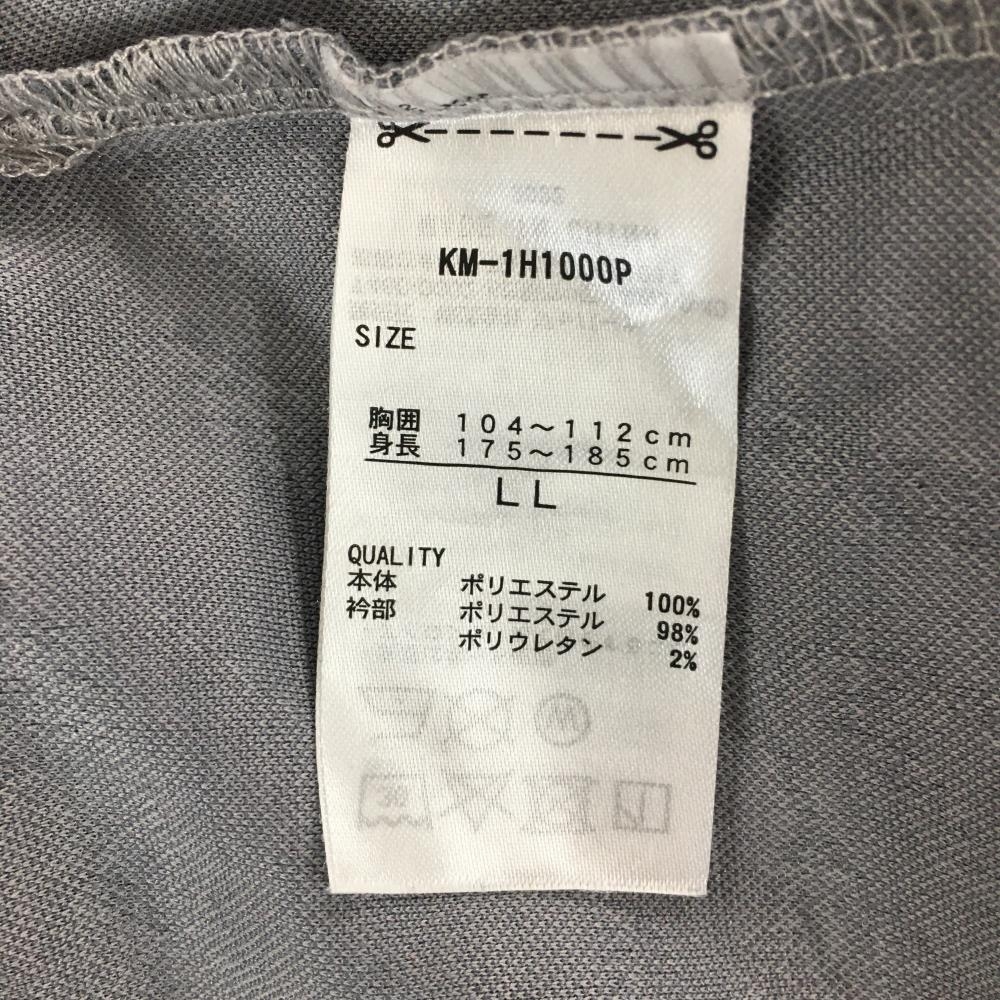 KM-1H1000P
SIZE
胸囲 104～112cm
身長 175～185cm
LL
QUALITY
本体 ポリエステル 100%
衿部 ポリエステル 98%
ポリウレタン 2%